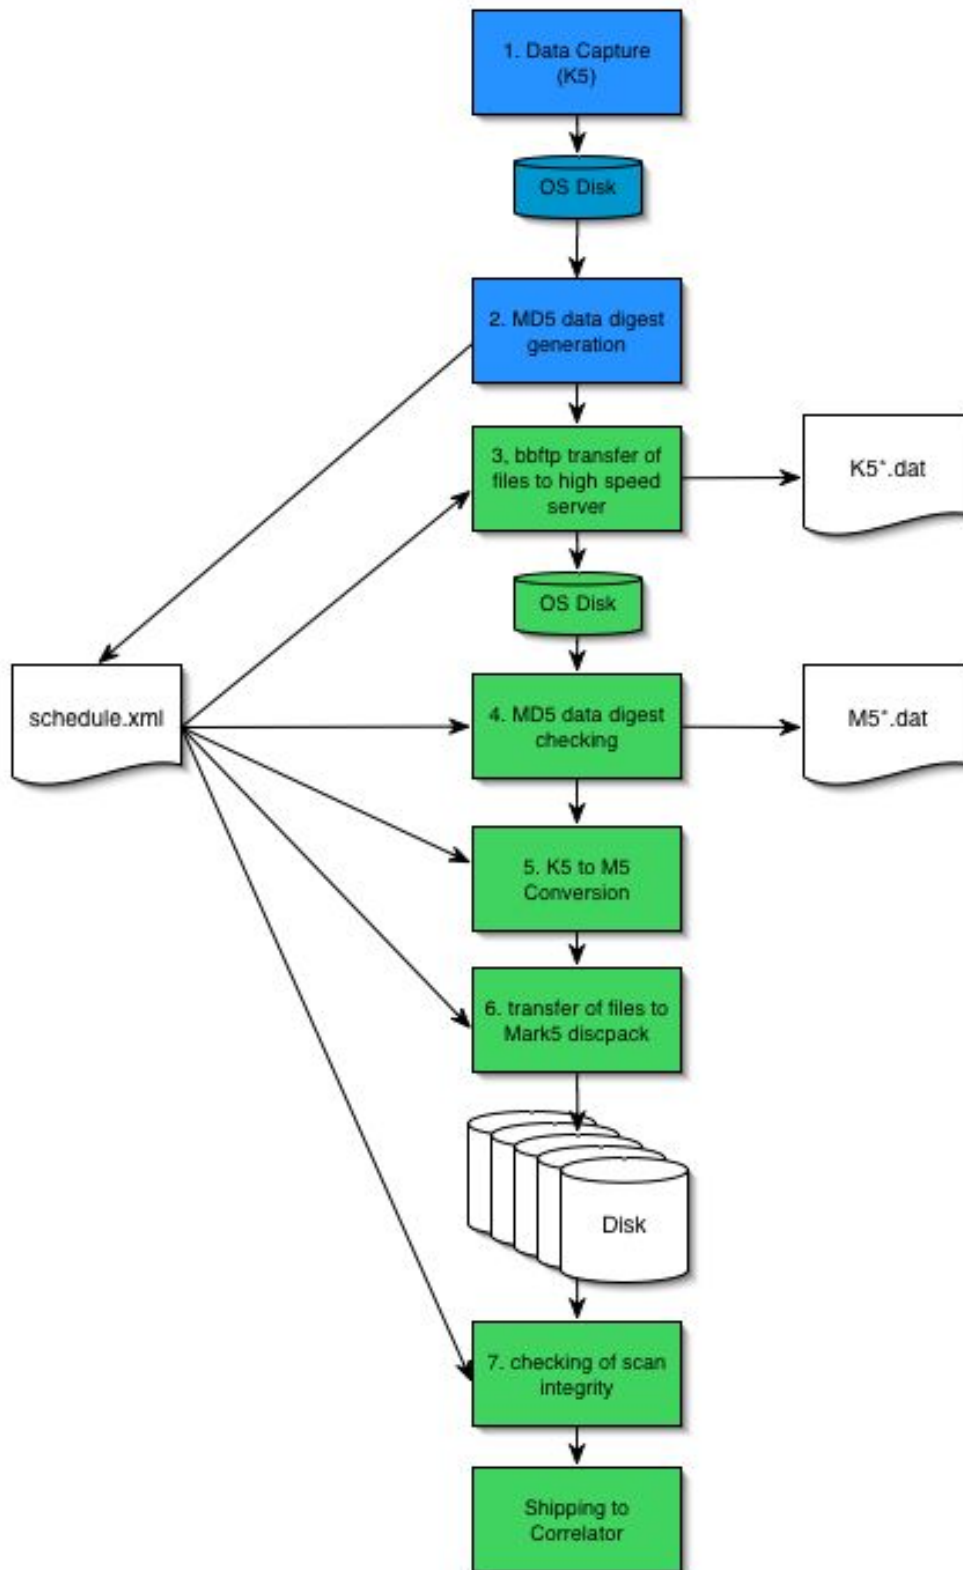 1. Data Capture
(K5)
OS Disk
2. MD5 data digest
generation
3, bbftp transfer of
files to high speed
server
K5*.dat
OS Disk
schedule.xml
4. MD5 data digest
checking
M5*.dat
5. K5 to M5
Conversion
6. transfer of files to
Mark5 discpack
Disk
7. checking of scan
integrity
Shipping to
Correlator